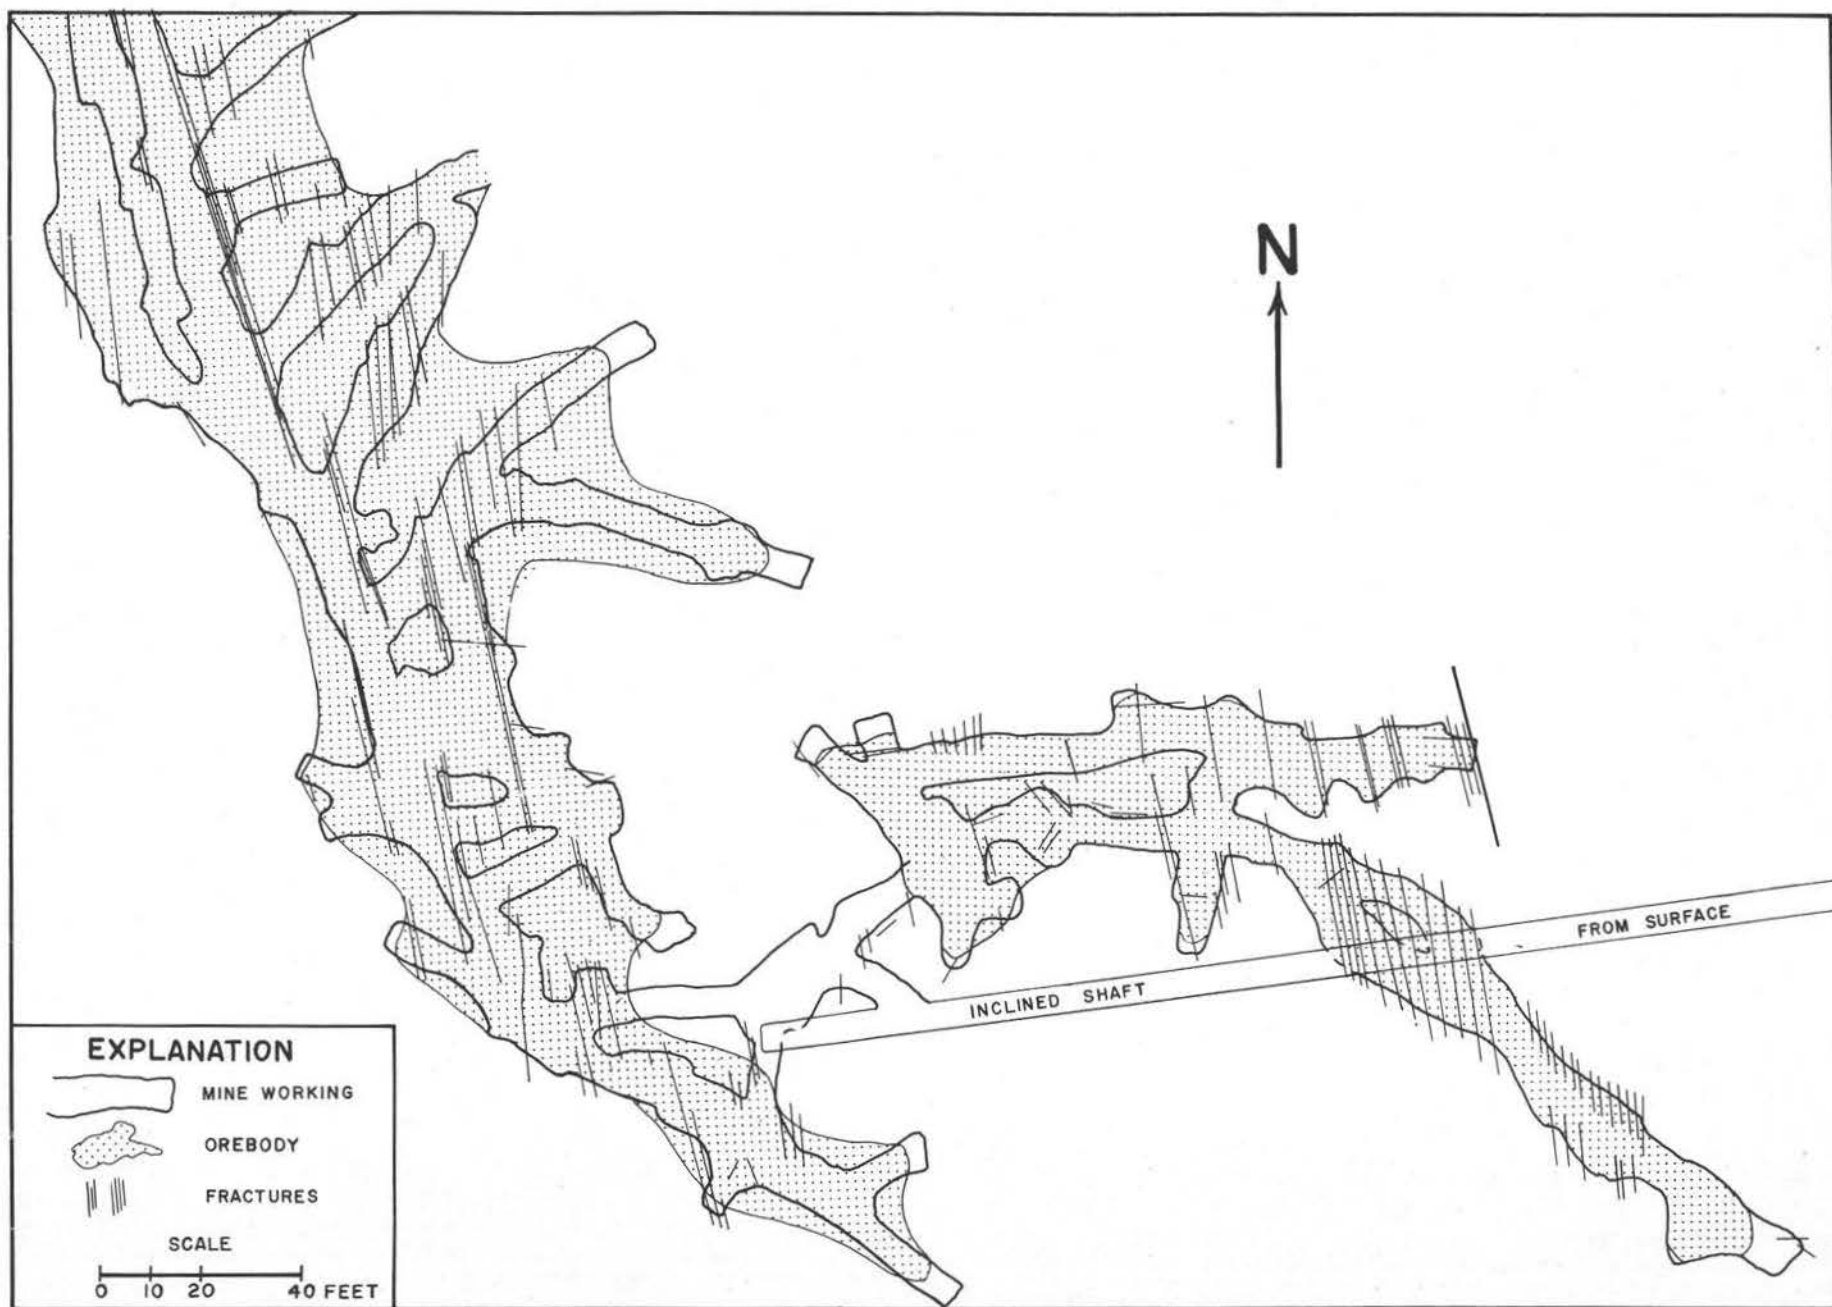 N
FROM SURFACE
INCLINED SHAFT
EXPLANATION
MINE WORKING
OREBODY
FRACTURES
SCALE
0 10 20 40 FEET